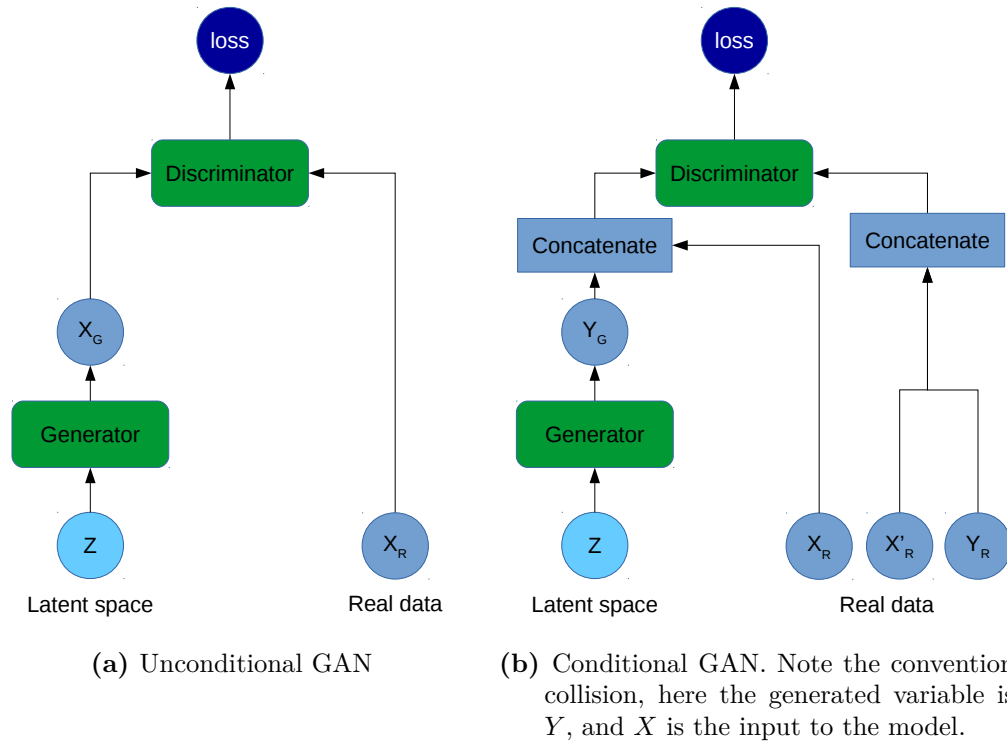 loss
Discriminator
X_G
Generator
Z
X_R
Latent space
Real data
(a) Unconditional GAN
loss
Discriminator
Concatenate
Concatenate
Y_G
Generator
Z
X_R
X'_R
Y_R
Latent space
Real data
(b) Conditional GAN. Note the convention
collision, here the generated variable is
Y, and X is the input to the model.